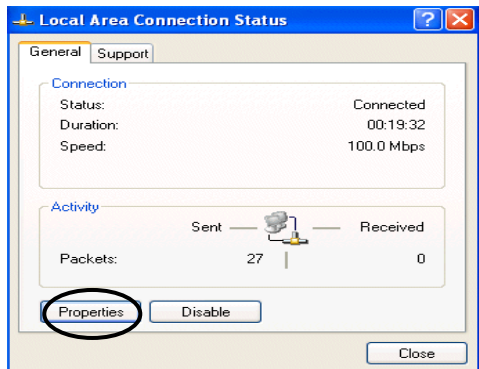 Local Area Connection Status
General Support
Connection
Status: Connected
Duration: 00:19:32
Speed: 100.0 Mbps
Activity
Sent Received
Packets: 27 0
Properties Disable
Close